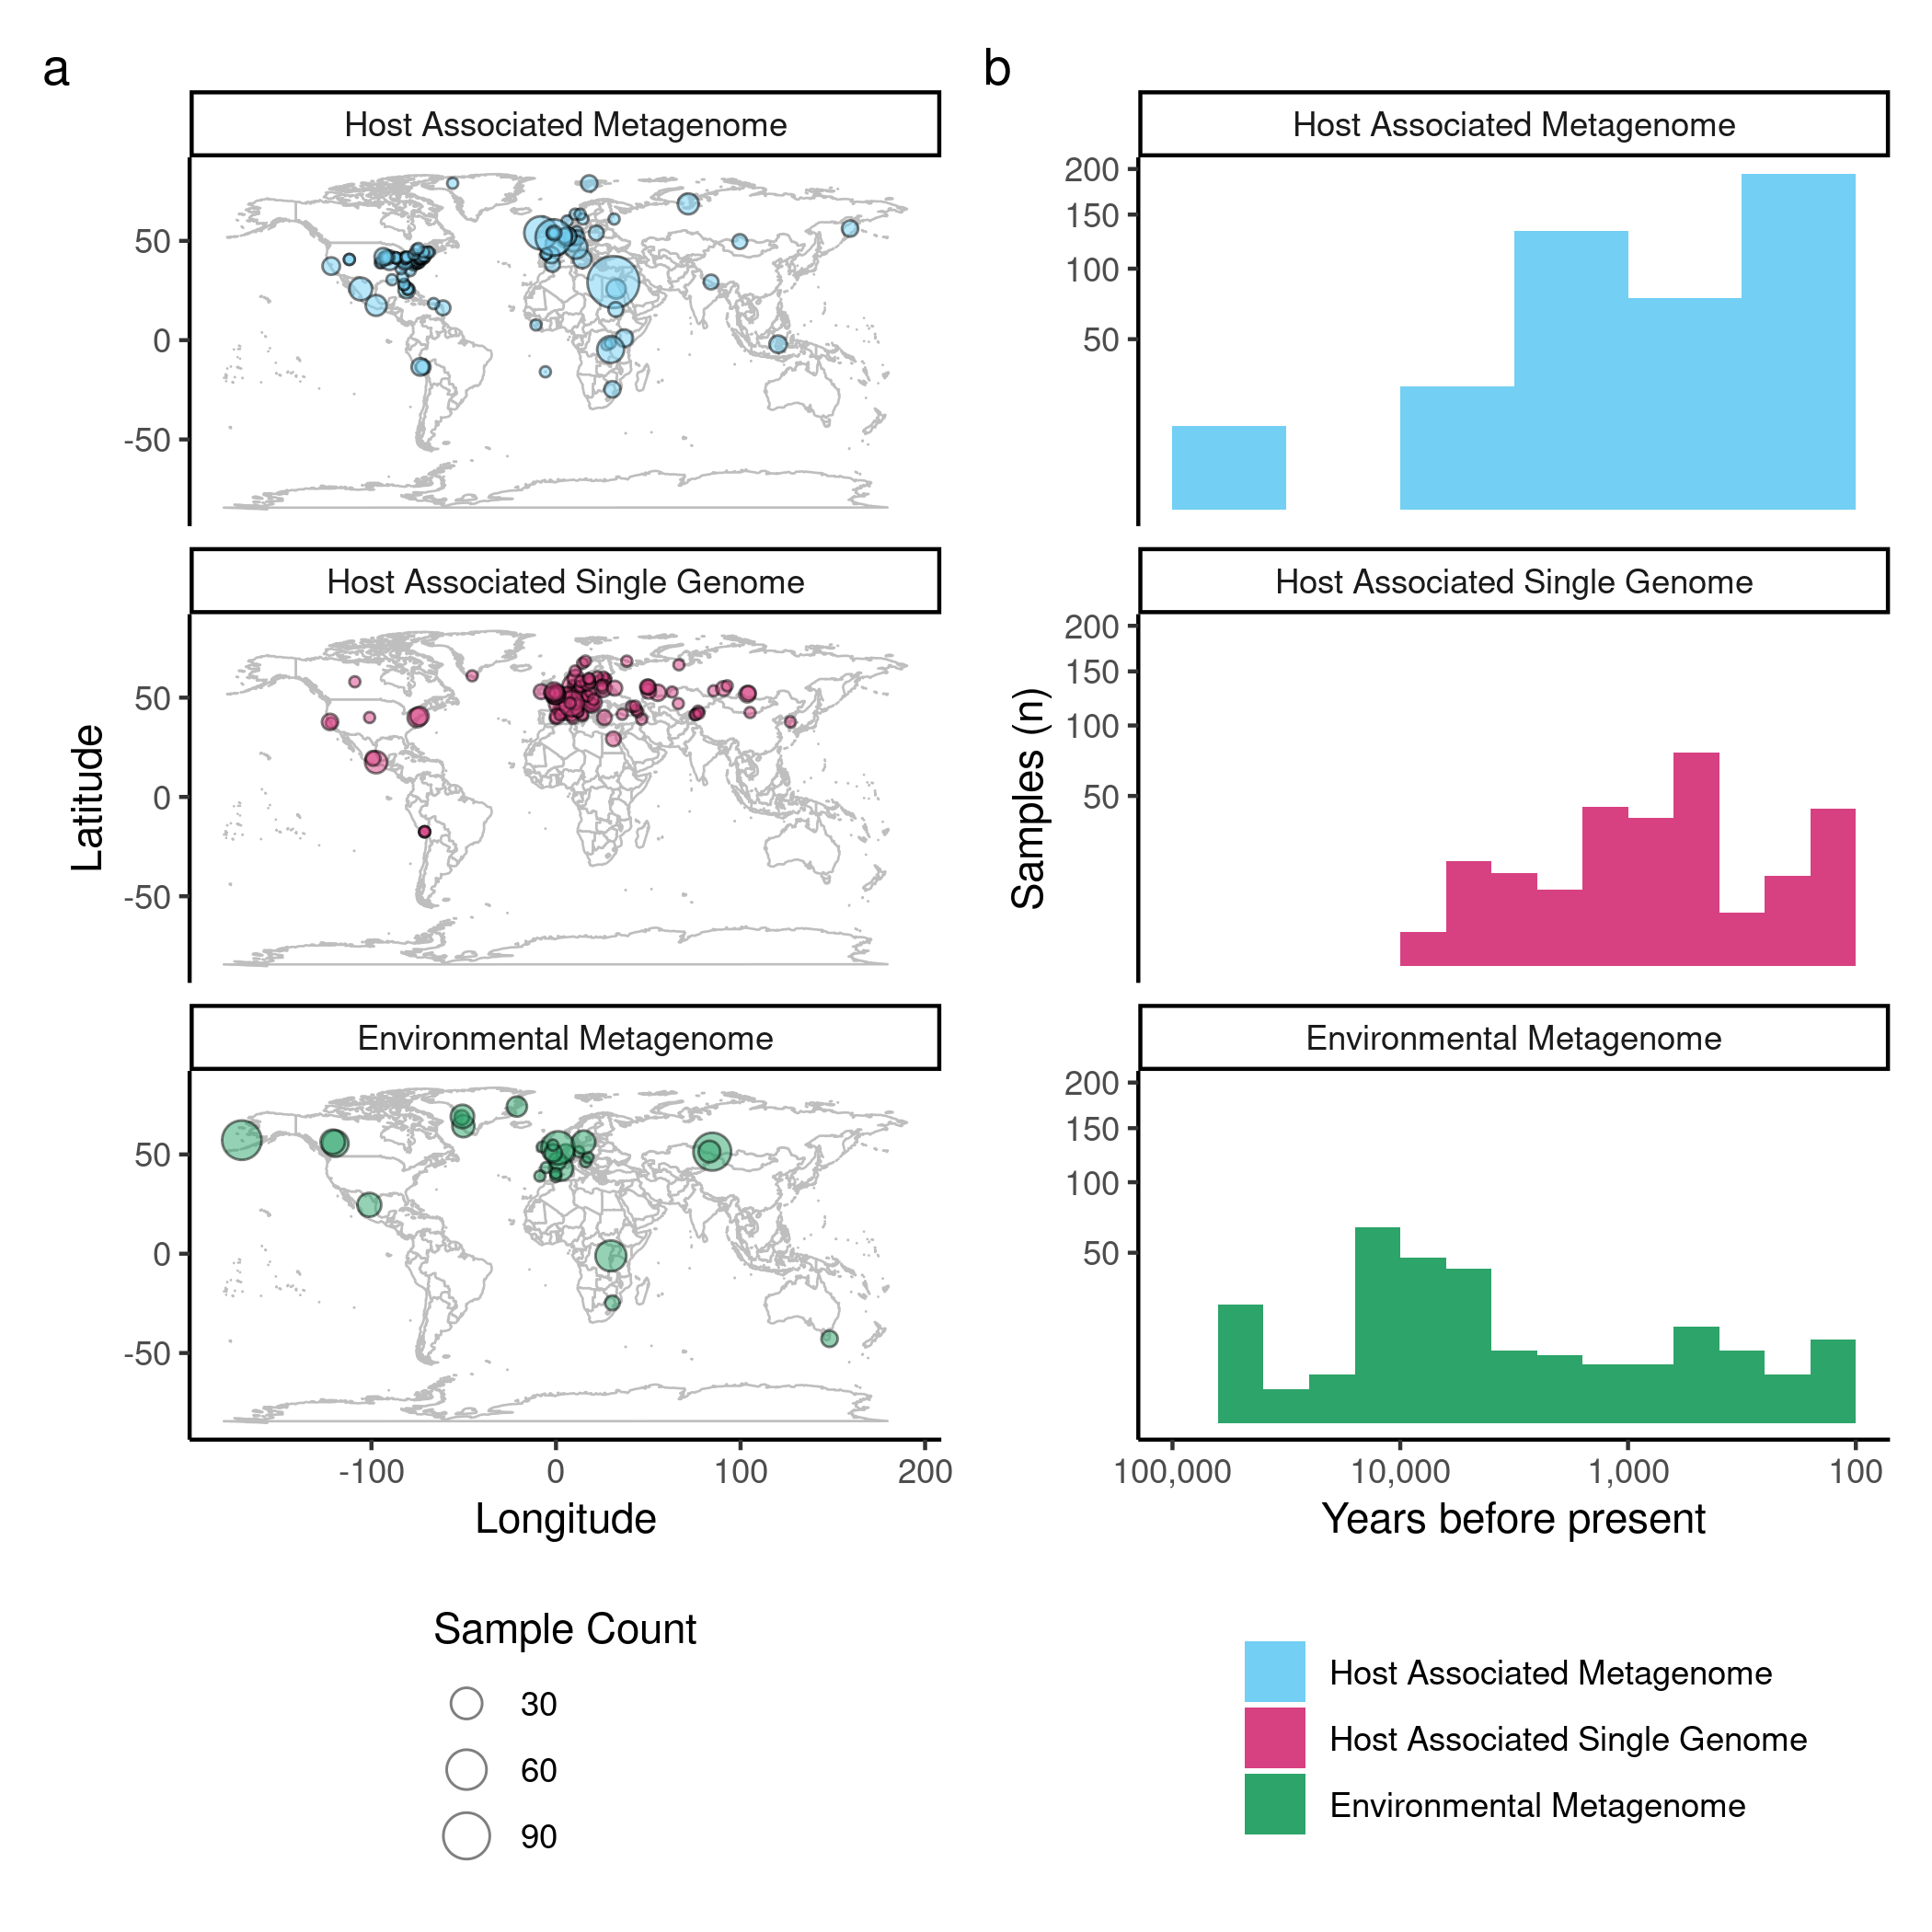 a
Host Associated Metagenome
50
0
-50
Host Associated Single Genome
50
0
-50
Latitude
Environmental Metagenome
50
0
-50
-100 0 100 200
Longitude
Sample Count
30
60
90
b
Host Associated Metagenome
200
150
100
50
Host Associated Single Genome
200
150
100
50
Samples (n)
Environmental Metagenome
200
150
100
50
100,000 10,000 1,000 100
Years before present
Host Associated Metagenome
Host Associated Single Genome
Environmental Metagenome